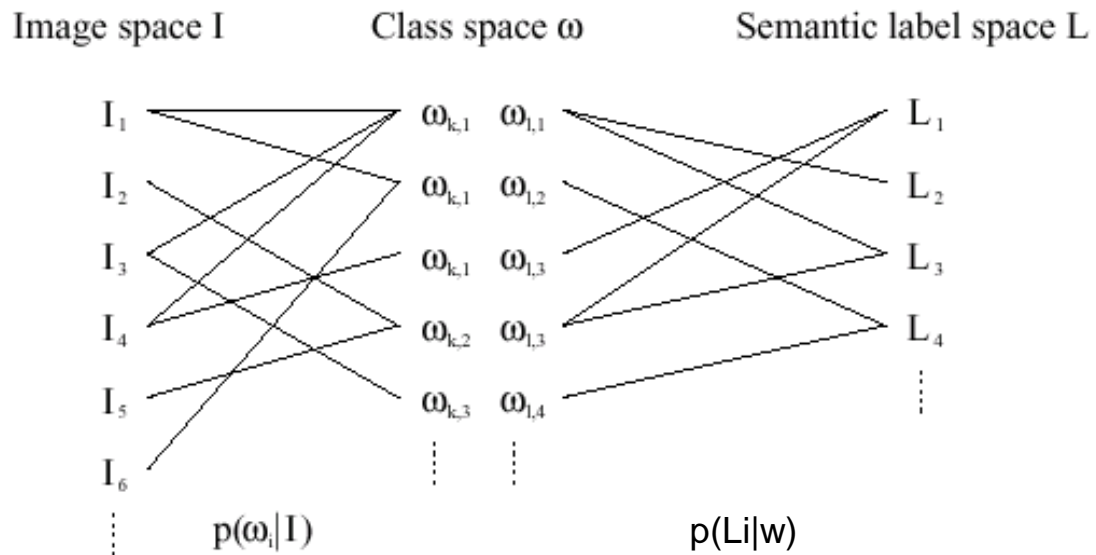 Image space I Class space ω Semantic label space L
I₁ ωk,1 ωl,1 L₁
I₂ ωk,1 ωl,2 L₂
I₃ ωk,1 ωl,3 L₃
I₄ ωk,2 ωl,3 L₄
I₅ ωk,3 ωl,4
I₆
p(ωᵢ|I) p(Li|w)